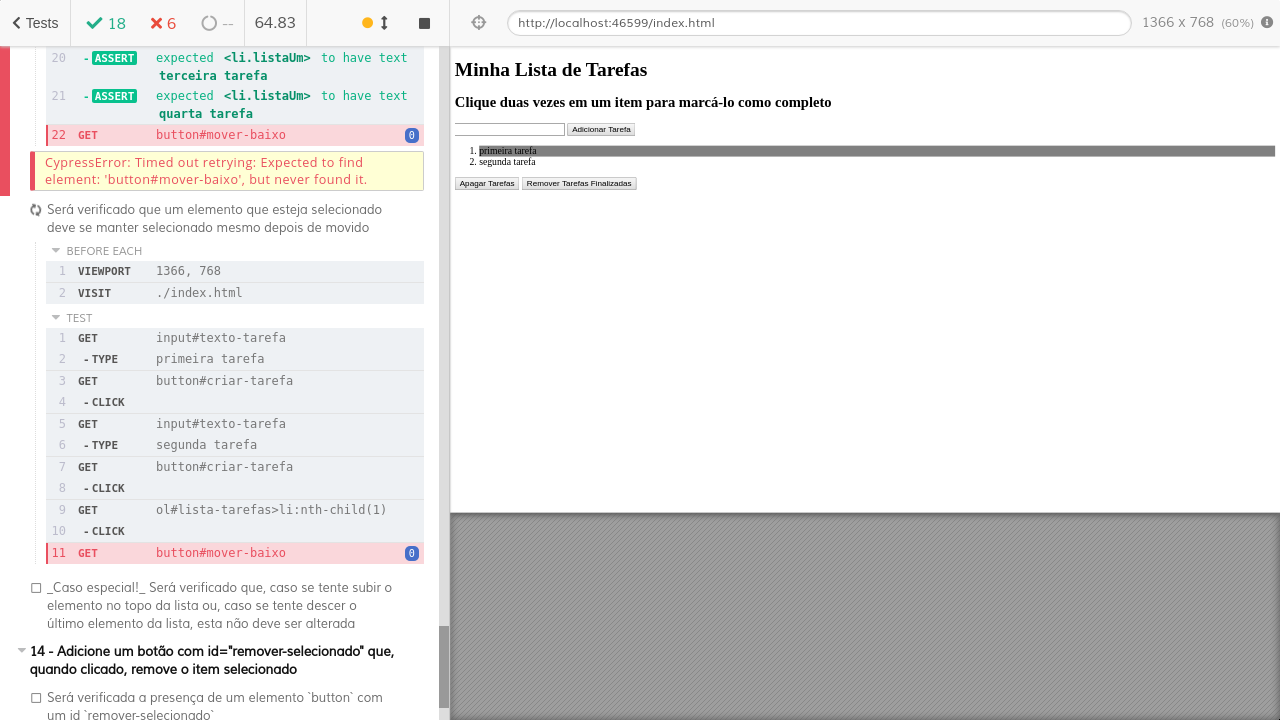 Tests 18 6 -- 64.83
http://localhost:46599/index.html 1366 x 768 (60%)
20 - ASSERT expected <li.listaUm> to have text
terceira tarefa
21 - ASSERT expected <li.listaUm> to have text
quarta tarefa
22 GET button#mover-baixo 0
CypressError: Timed out retrying: Expected to find
element: 'button#mover-baixo', but never found it.
Será verificado que um elemento que esteja selecionado
deve se manter selecionado mesmo depois de movido
BEFORE EACH
1 VIEWPORT 1366, 768
2 VISIT ./index.html
TEST
1 GET input#texto-tarefa
2 - TYPE primeira tarefa
3 GET button#criar-tarefa
4 - CLICK
5 GET input#texto-tarefa
6 - TYPE segunda tarefa
7 GET button#criar-tarefa
8 - CLICK
9 GET ol#lista-tarefas>li:nth-child(1)
10 - CLICK
11 GET button#mover-baixo 0
_Caso especial!_ Será verificado que, caso se tente subir o
elemento no topo da lista ou, caso se tente descer o
último elemento da lista, esta não deve ser alterada
14 - Adicione um botão com id="remover-selecionado" que,
quando clicado, remove o item selecionado
Será verificada a presença de um elemento `button` com
um id `remover-selecionado`
Minha Lista de Tarefas
Clique duas vezes em um item para marcá-lo como completo
Adicionar Tarefa
1. primeira tarefa
2. segunda tarefa
Apagar Tarefas Remover Tarefas Finalizadas